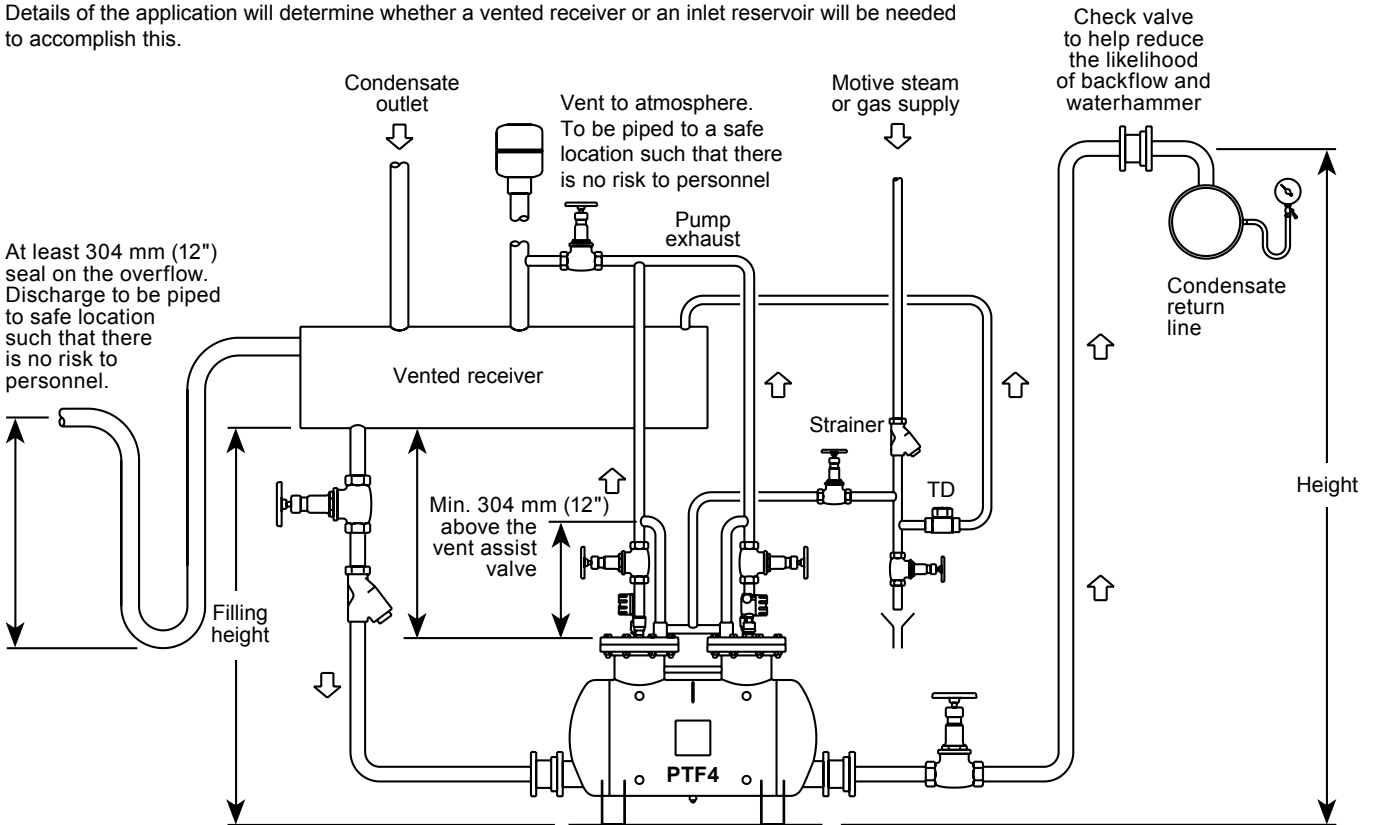 Details of the application will determine whether a vented receiver or an inlet reservoir will be needed
to accomplish this.
Condensate
outlet
Vent to atmosphere.
To be piped to a safe
location such that there
is no risk to personnel
Motive steam
or gas supply
Check valve
to help reduce
the likelihood
of backflow and
waterhammer
Pump
exhaust
At least 304 mm (12")
seal on the overflow.
Discharge to be piped
to safe location
such that there
is no risk to
personnel.
Condensate
return
line
Vented receiver
Strainer
TD
Height
Min. 304 mm (12")
above the
vent assist
valve
Filling
height
PTF4